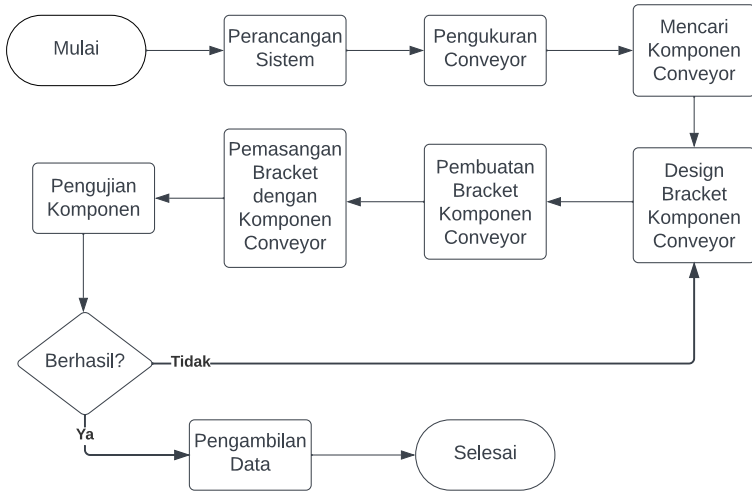 Mulai
Perancangan
Sistem
Pengukuran
Conveyor
Mencari
Komponen
Conveyor
Design
Bracket
Komponen
Conveyor
Pembuatan
Bracket
Komponen
Conveyor
Pemasangan
Bracket
dengan
Komponen
Conveyor
Pengujian
Komponen
Berhasil?
Tidak
Ya
Pengambilan
Data
Selesai